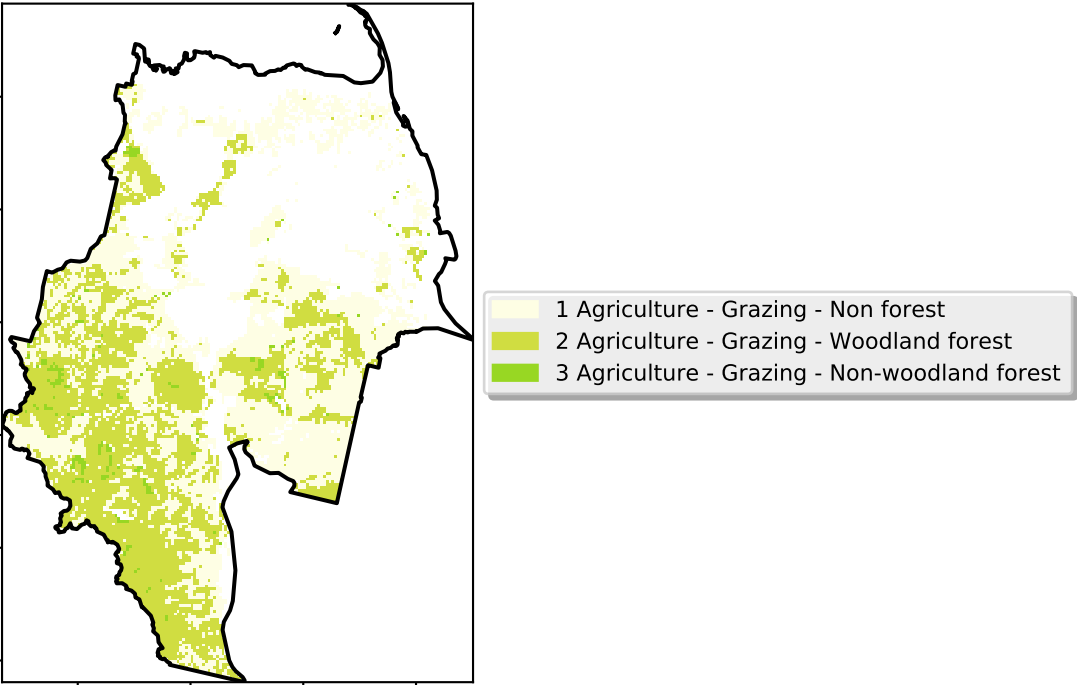 1 Agriculture - Grazing - Non forest
2 Agriculture - Grazing - Woodland forest
3 Agriculture - Grazing - Non-woodland forest